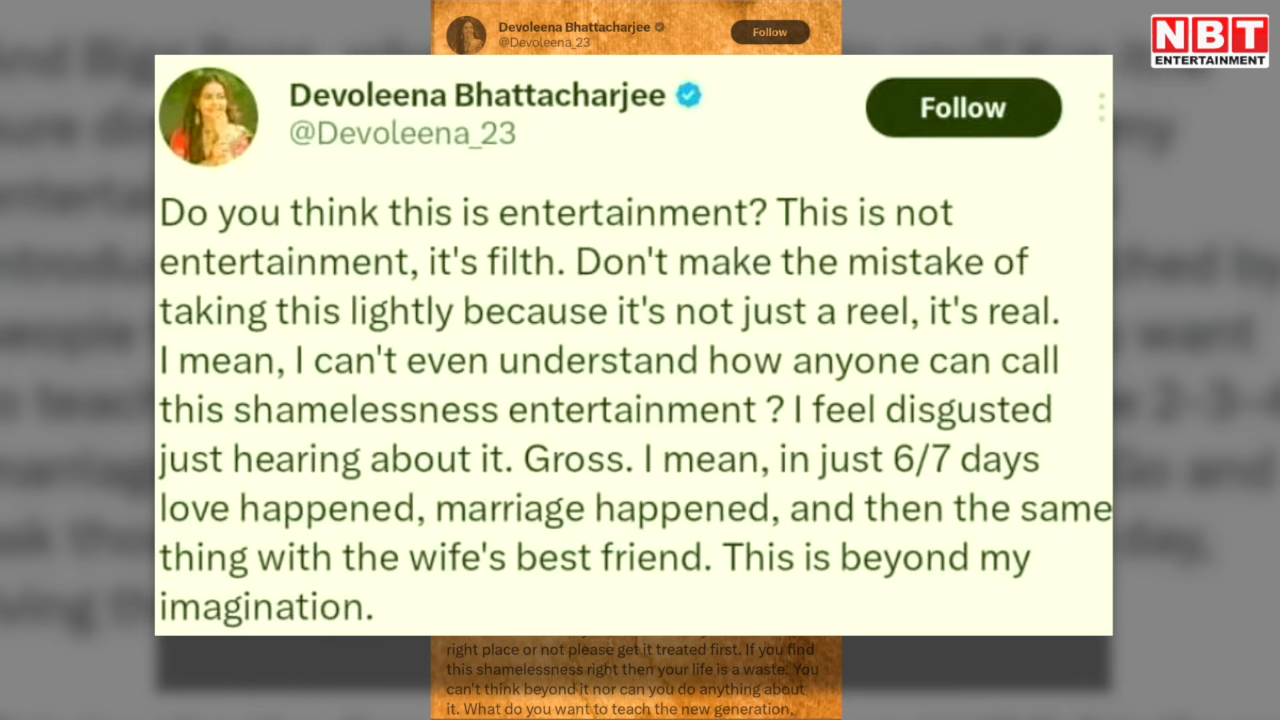 Devoleena Bhattacharjee
@Devoleena_23
Follow
NBT
ENTERTAINMENT
Devoleena Bhattacharjee
@Devoleena_23
Follow
Do you think this is entertainment? This is not
entertainment, it's filth. Don't make the mistake of
taking this lightly because it's not just a reel, it's real.
I mean, I can't even understand how anyone can call
this shamelessness entertainment ? I feel disgusted
just hearing about it. Gross. I mean, in just 6/7 days
love happened, marriage happened, and then the same
thing with the wife's best friend. This is beyond my
imagination.
right place or not please get it treated first. If you find
this shamelessness right then your life is a waste. You
can't think beyond it nor can you do anything about
it. What do you want to teach the new generation,